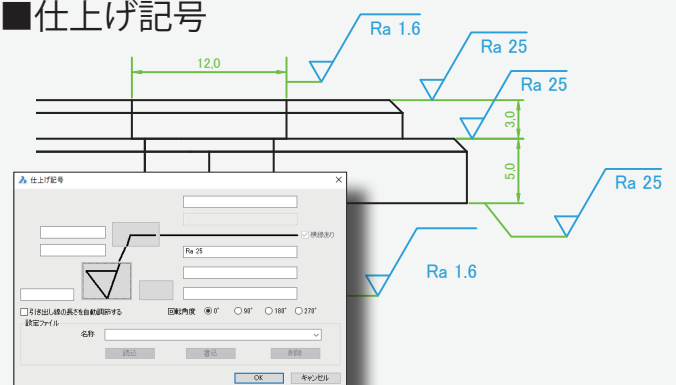 ■仕上げ記号
Ra 1.6
12,0
Ra 25
Ra 25
3,0
5,0
Ra 25
Ra 1.6
仕上げ記号
横線あり
Ra 25
引き出し線の長さを自動調節する
回転角度 0° 90° 180° 270°
設定ファイル
名称
読込 書込 削除
OK キャンセル